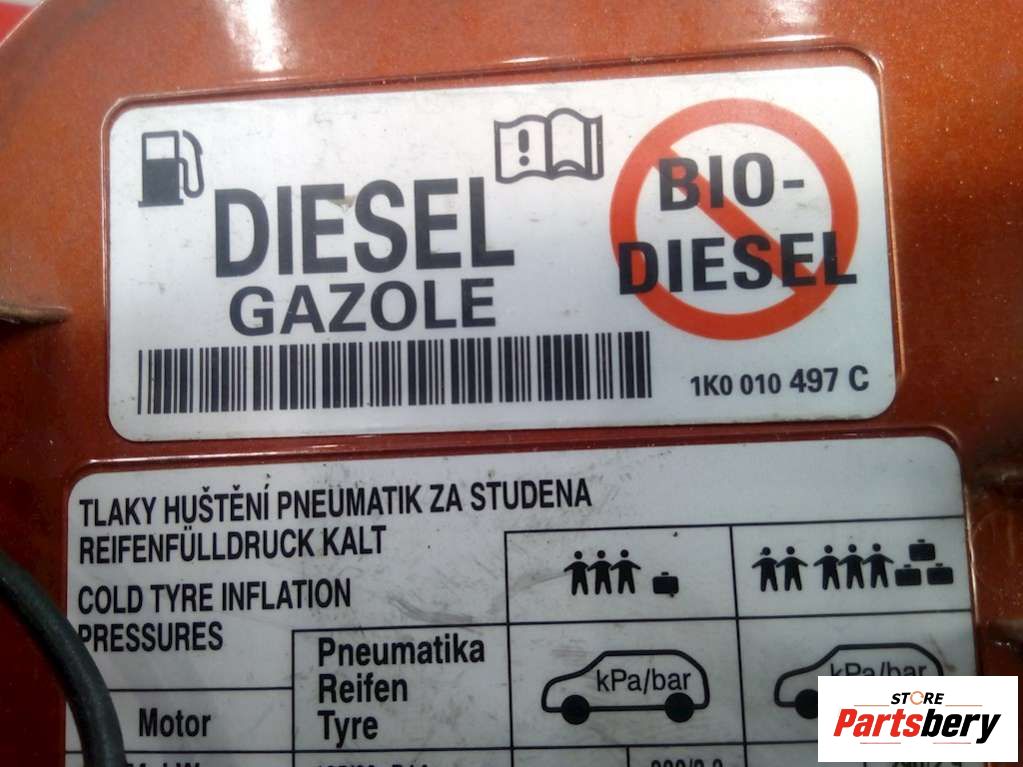 DIESEL
GAZOLE
BIO-
DIESEL
1K0 010 497 C
TLAKY HUŠTĚNÍ PNEUMATIK ZA STUDENA
REIFENFÜLLDRUCK KALT
COLD TYRE INFLATION
PRESSURES
Pneumatika
Reifen
Tyre
Motor
kPa/bar
kPa/bar
STORE
Partsbery